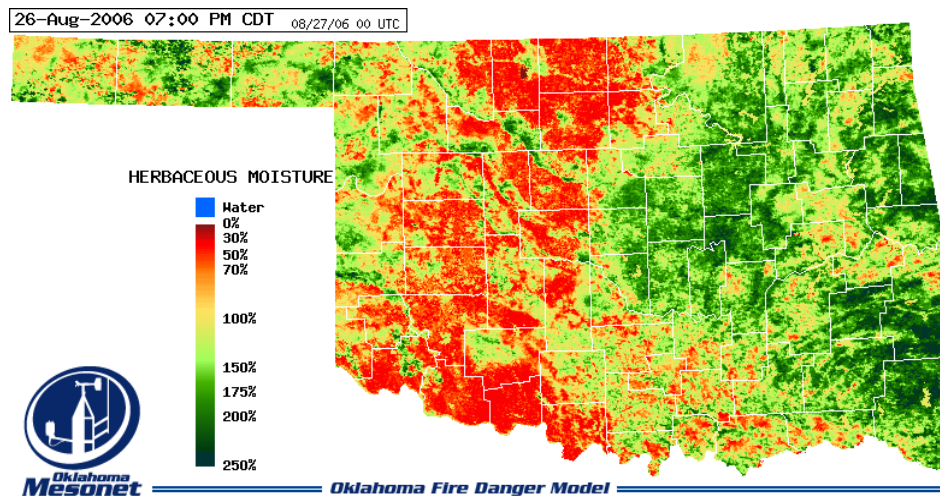 26-Aug-2006 07:00 PM CDT 08/27/06 00 UTC
HERBACEOUS MOISTURE
Water
0%
30%
50%
70%
100%
150%
175%
200%
250%
Oklahoma
Mesonet
Oklahoma Fire Danger Model